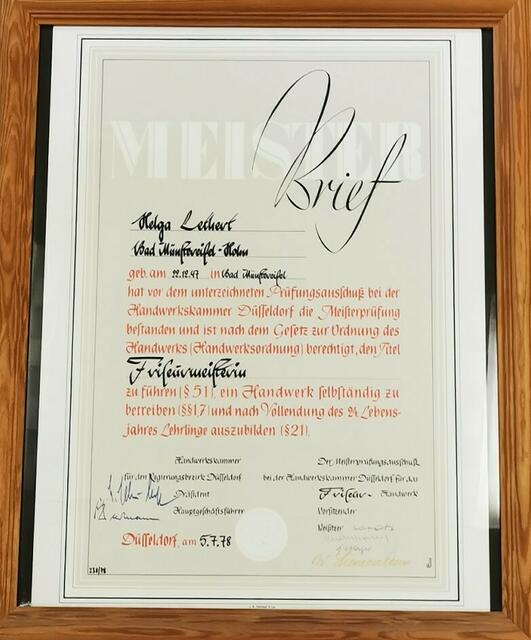 MEISTER
Brief
Helga Lethert
Bad Münstereifel-Holm
geb. am 22.12.47 in Bad Münstereifel
hat vor dem unterzeichneten Prüfungsausschuß bei der
Handwerkskammer Düsseldorf die Meisterprüfung
bestanden und ist nach dem Gesetz zur Ordnung des
Handwerks (Handwerksordnung) berechtigt, den Titel
Friseurmeisterin
zu führen (§ 51), ein Handwerk selbständig zu
betreiben (§§ 1,7) und nach Vollendung des 24. Lebens-
jahres Lehrlinge auszubilden (§ 21).
Handwerkskammer
für den Regierungsbezirk Düsseldorf
Präsident
Hauptgeschäftsführer
Der Meisterprüfungsausschuß
bei der Handwerkskammer Düsseldorf für das
Friseur- Handwerk
Vorsitzender
Beisitzer
Düsseldorf, am 5.7.78